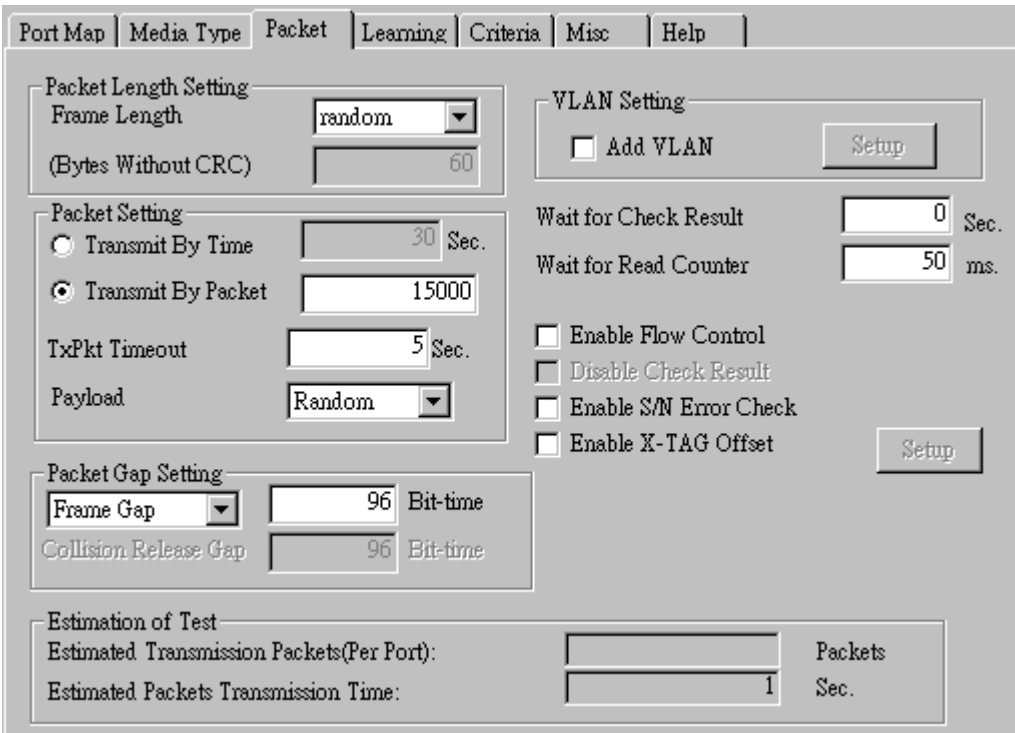 Port Map Media Type Packet Learning Criteria Misc Help
Packet Length Setting
Frame Length random
(Bytes Without CRC) 60
Packet Setting
Transmit By Time 30 Sec.
Transmit By Packet 15000
TxPkt Timeout 5 Sec.
Payload Random
Packet Gap Setting
Frame Gap 96 Bit-time
Collision Release Gap 96 Bit-time
VLAN Setting
Add VLAN Setup
Wait for Check Result 0 Sec.
Wait for Read Counter 50 ms.
Enable Flow Control
Disable Check Result
Enable S/N Error Check
Enable X-TAG Offset Setup
Estimation of Test
Estimated Transmission Packets(Per Port): Packets
Estimated Packets Transmission Time: 1 Sec.